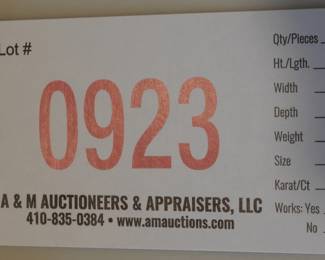 Lot #
0923
A & M AUCTIONEERS & APPRAISERS, LLC
410-835-0384 • www.amauctions.com
Qty/Pieces
Ht./Lgth.
Width
Depth
Weight
Size
Karat/Ct
Works: Yes
No